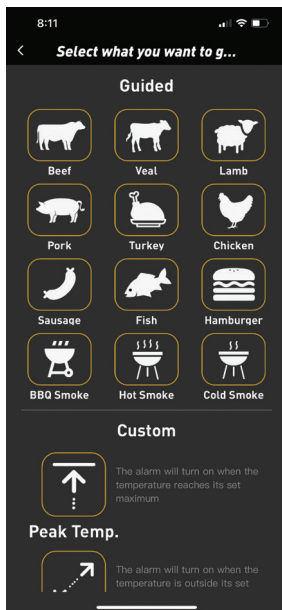 8:11
Select what you want to g...
Guided
Beef
Veal
Lamb
Pork
Turkey
Chicken
Sausage
Fish
Hamburger
BBQ Smoke
Hot Smoke
Cold Smoke
Custom
The alarm will turn on when the
temperature reaches its set
maximum
Peak Temp.
The alarm will turn on when the
temperature is outside its set